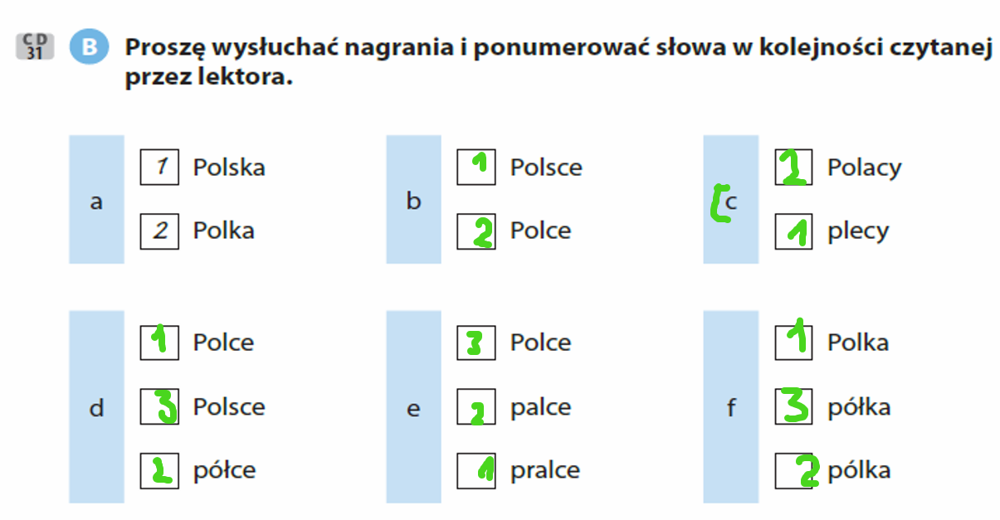 CD
31
B
Proszę wysłuchać nagrania i ponumerować słowa w kolejności czytanej
przez lektora.
a
1 Polska
2 Polka
b
1 Polsce
2 Polce
[c
2 Polacy
1 plecy
d
1 Polce
3 Polsce
2 półce
e
3 Polce
2 palce
1 pralce
f
1 Polka
3 półka
2 pólka